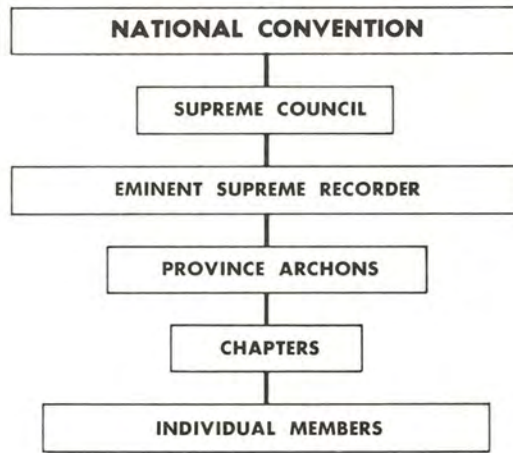 NATIONAL CONVENTION
SUPREME COUNCIL
EMINENT SUPREME RECORDER
PROVINCE ARCHONS
CHAPTERS
INDIVIDUAL MEMBERS